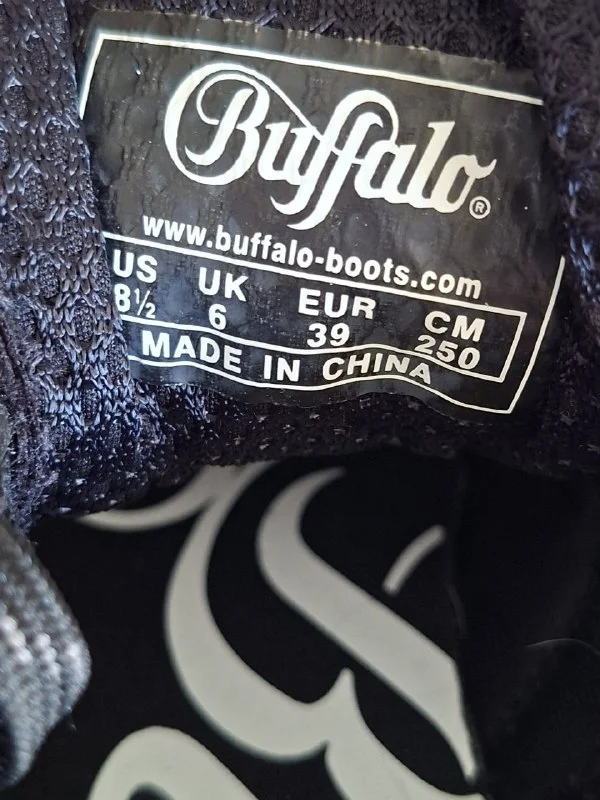 Buffalo®
www.buffalo-boots.com
US UK EUR CM
8½ 6 39 250
MADE IN CHINA